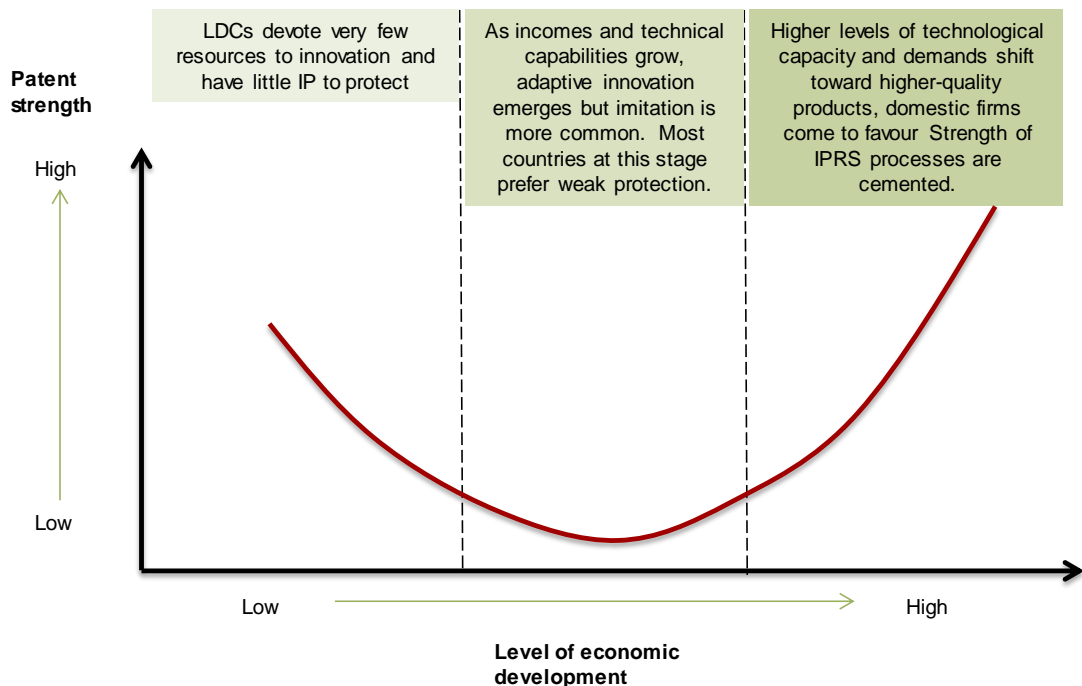 LDCs devote very few
resources to innovation and
have little IP to protect
As incomes and technical
capabilities grow,
adaptive innovation
emerges but imitation is
more common. Most
countries at this stage
prefer weak protection.
Higher levels of technological
capacity and demands shift
toward higher-quality
products, domestic firms
come to favour Strength of
IPRS processes are
cemented.
Patent
strength
High
Low
Low
High
Level of economic
development